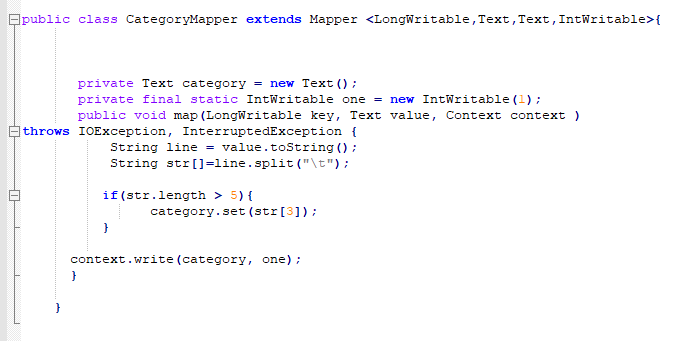 public class CategoryMapper extends Mapper <LongWritable,Text,Text,IntWritable>{
private Text category = new Text();
private final static IntWritable one = new IntWritable(1);
public void map(LongWritable key, Text value, Context context )
throws IOException, InterruptedException {
String line = value.toString();
String str[]=line.split("\t");
if(str.length > 5){
category.set(str[3]);
}
context.write(category, one);
}
}